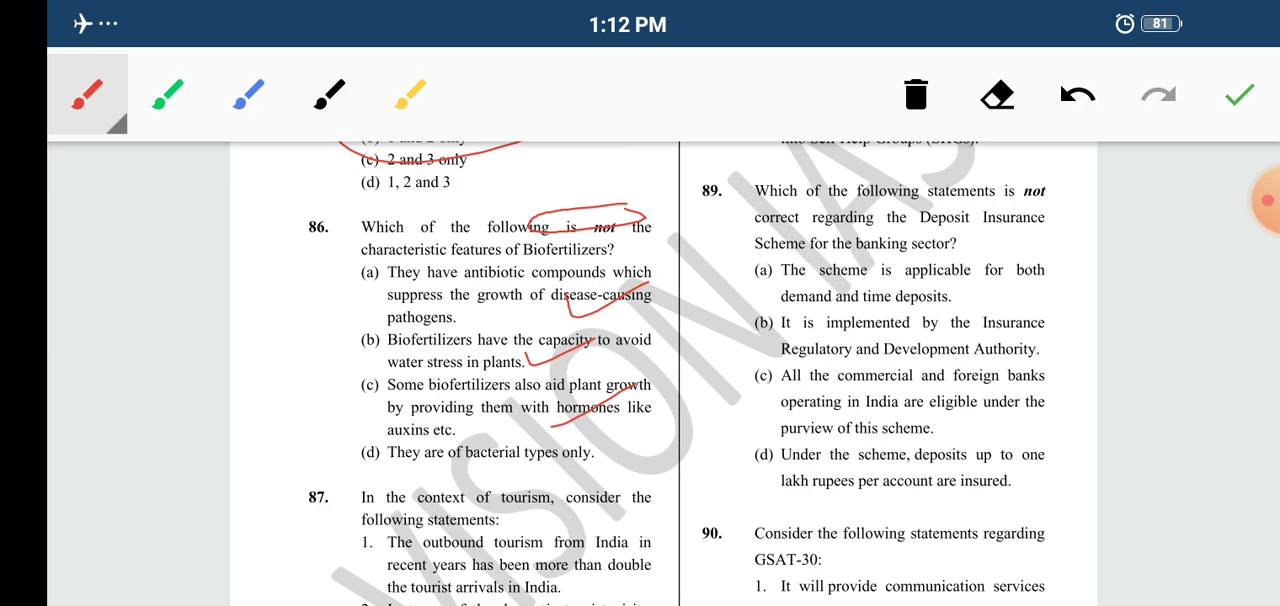 1:12 PM
81
(c) 2 and 3 only
(d) 1, 2 and 3
86. Which of the following is not the
characteristic features of Biofertilizers?
(a) They have antibiotic compounds which
suppress the growth of disease-causing
pathogens.
(b) Biofertilizers have the capacity to avoid
water stress in plants.
(c) Some biofertilizers also aid plant growth
by providing them with hormones like
auxins etc.
(d) They are of bacterial types only.
87. In the context of tourism, consider the
following statements:
1. The outbound tourism from India in
recent years has been more than double
the tourist arrivals in India.
into Self Help Groups (SHGs).
89. Which of the following statements is not
correct regarding the Deposit Insurance
Scheme for the banking sector?
(a) The scheme is applicable for both
demand and time deposits.
(b) It is implemented by the Insurance
Regulatory and Development Authority.
(c) All the commercial and foreign banks
operating in India are eligible under the
purview of this scheme.
(d) Under the scheme, deposits up to one
lakh rupees per account are insured.
90. Consider the following statements regarding
GSAT-30:
1. It will provide communication services
VISION IAS